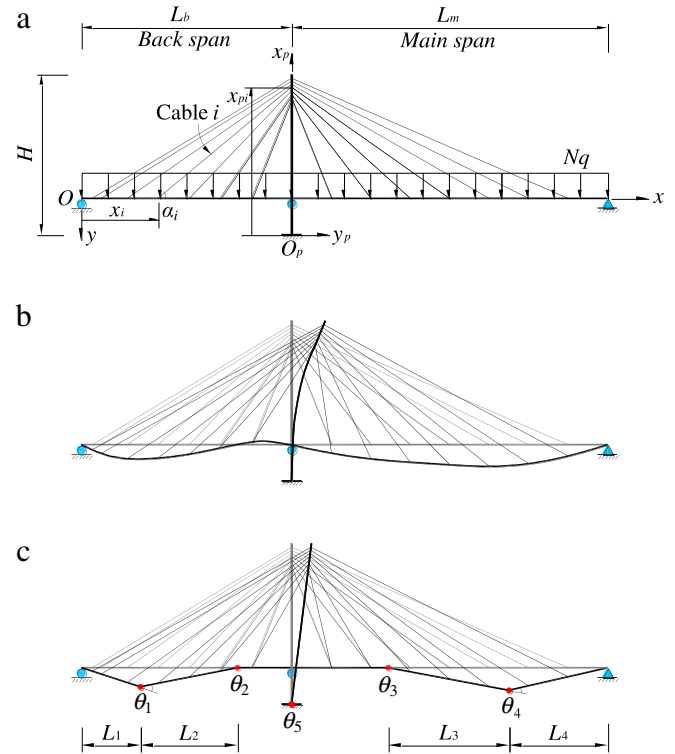 a
L_b L_m
Back span Main span
x_p
x_pi
Cable i
H
Nq
O x
x_i α_i
y O_p y_p
b
c
θ_1 θ_2 θ_3 θ_4
θ_5
L_1 L_2 L_3 L_4